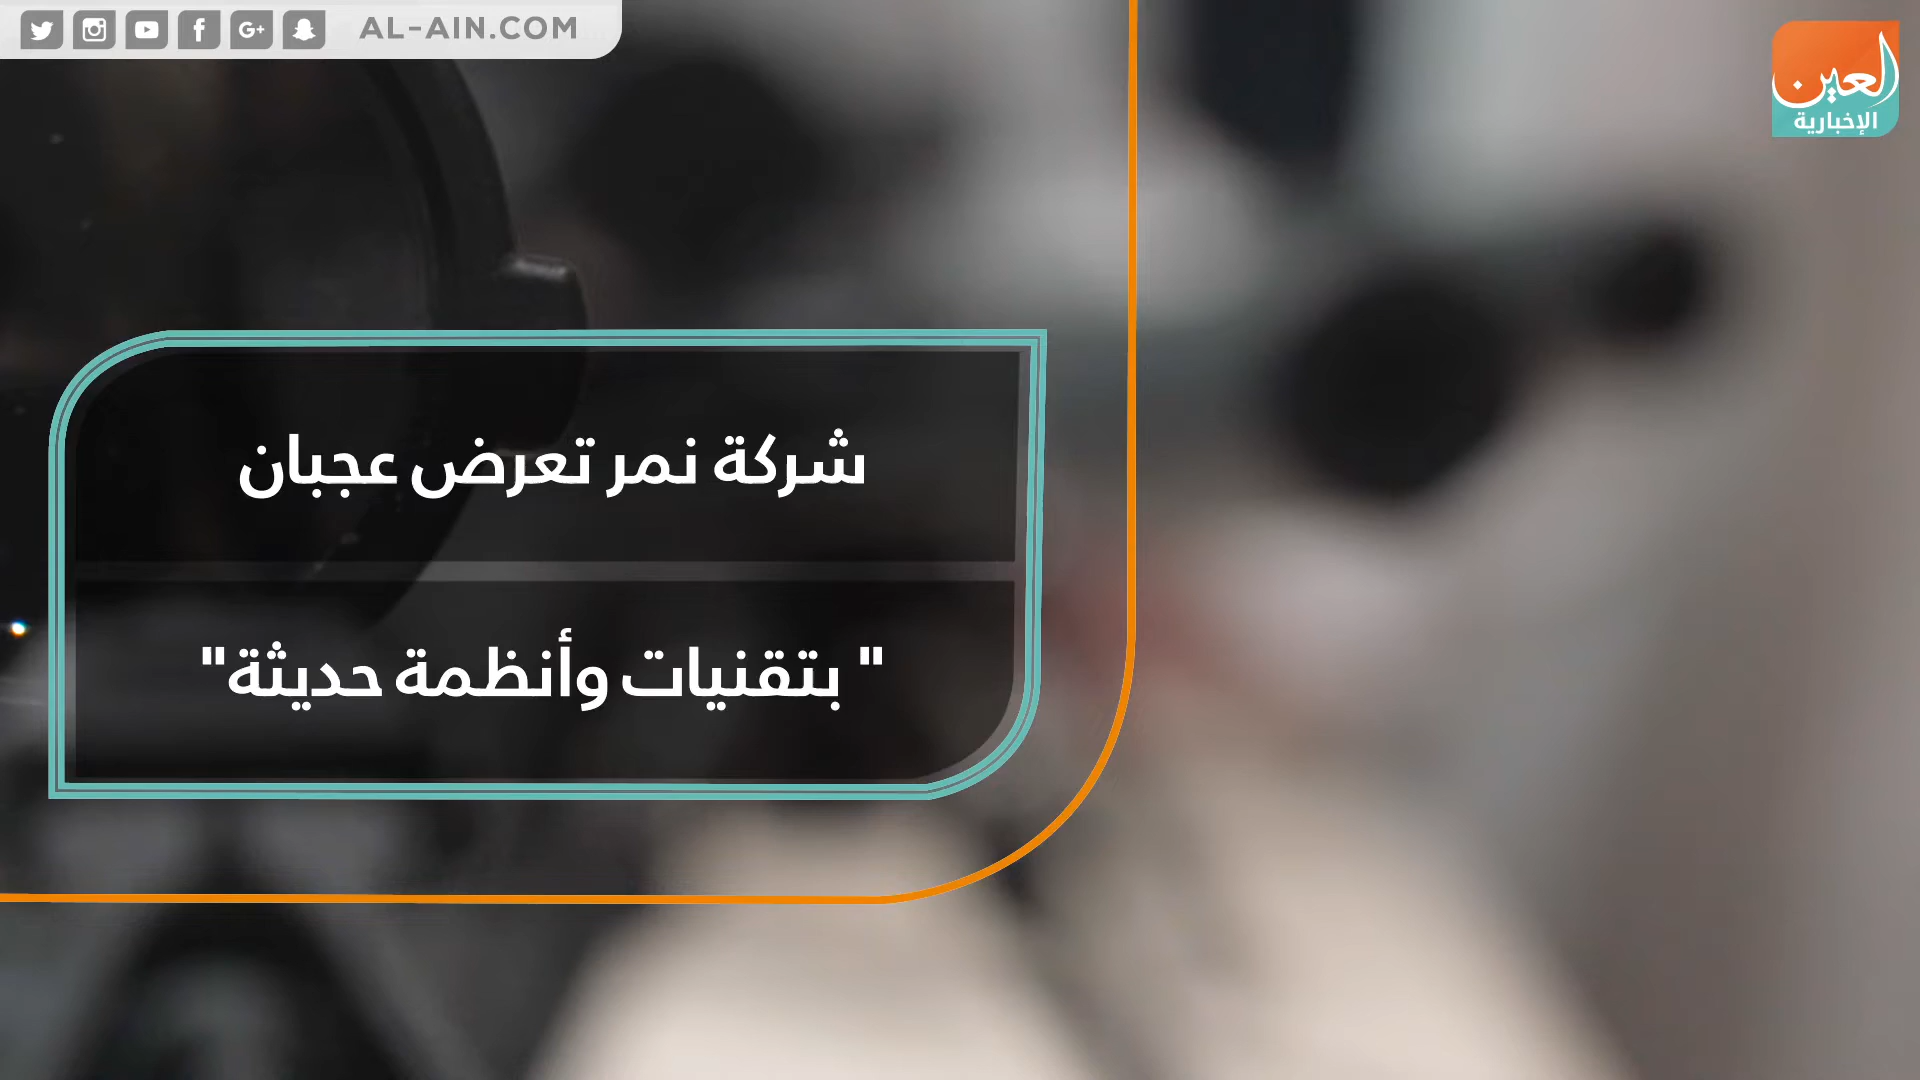 AL-AIN.COM
العين
الإخبارية
شركة نمر تعرض عجبان
" بتقنيات وأنظمة حديثة"